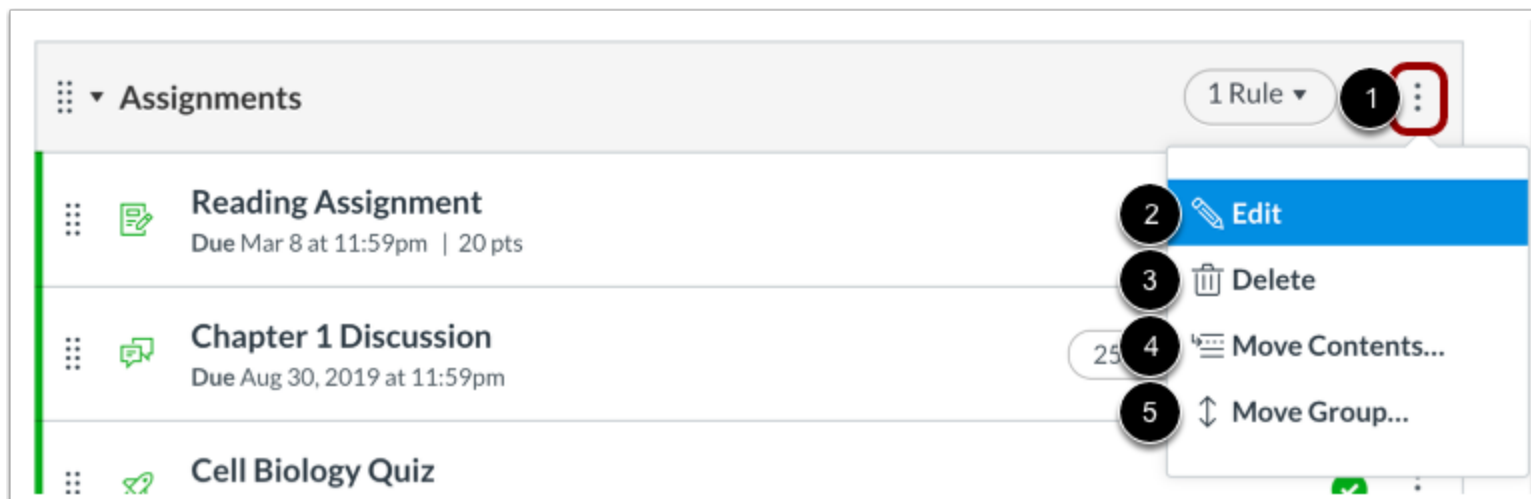 Assignments
1 Rule
1
Reading Assignment
Due Mar 8 at 11:59pm | 20 pts
2
Edit
3
Delete
Chapter 1 Discussion
Due Aug 30, 2019 at 11:59pm
25
4
Move Contents...
5
Move Group...
Cell Biology Quiz